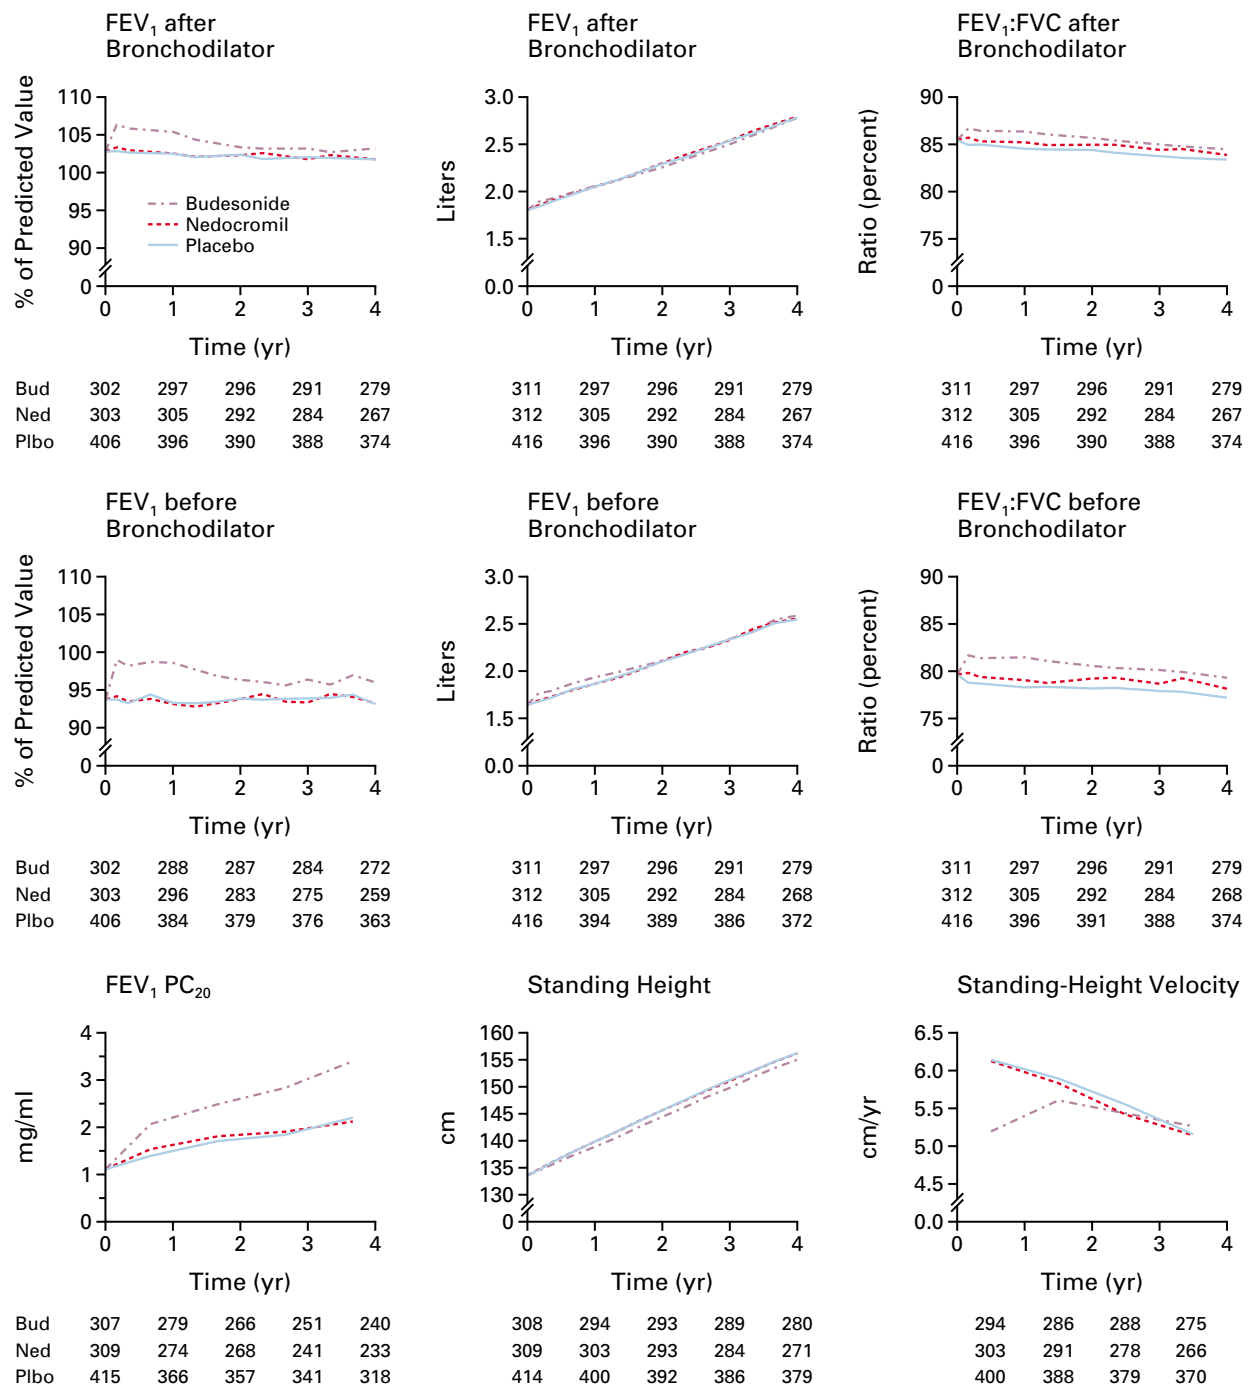 FEV₁ after
Bronchodilator
% of Predicted Value
110
105
100
95
90
0
Budesonide
Nedocromil
Placebo
0 1 2 3 4
Time (yr)
Bud 302 297 296 291 279
Ned 303 305 292 284 267
Plbo 406 396 390 388 374
FEV₁ after
Bronchodilator
Liters
3.0
2.5
2.0
1.5
0.0
0 1 2 3 4
Time (yr)
311 297 296 291 279
312 305 292 284 267
416 396 390 388 374
FEV₁:FVC after
Bronchodilator
Ratio (percent)
90
85
80
75
0
0 1 2 3 4
Time (yr)
311 297 296 291 279
312 305 292 284 267
416 396 390 388 374
FEV₁ before
Bronchodilator
% of Predicted Value
110
105
100
95
90
0
0 1 2 3 4
Time (yr)
Bud 302 288 287 284 272
Ned 303 296 283 275 259
Plbo 406 384 379 376 363
FEV₁ before
Bronchodilator
Liters
3.0
2.5
2.0
1.5
0.0
0 1 2 3 4
Time (yr)
311 297 296 291 279
312 305 292 284 268
416 394 389 386 372
FEV₁:FVC before
Bronchodilator
Ratio (percent)
90
85
80
75
0
0 1 2 3 4
Time (yr)
311 297 296 291 279
312 305 292 284 268
416 396 391 388 374
FEV₁ PC₂₀
mg/ml
4
3
2
1
0
0 1 2 3 4
Time (yr)
Bud 307 279 266 251 240
Ned 309 274 268 241 233
Plbo 415 366 357 341 318
Standing Height
cm
160
155
150
145
140
135
130
0
0 1 2 3 4
Time (yr)
308 294 293 289 280
309 303 293 284 271
414 400 392 386 379
Standing-Height Velocity
cm/yr
6.5
6.0
5.5
5.0
4.5
0.0
0 1 2 3 4
Time (yr)
294 286 288 275
303 291 278 266
400 388 379 370